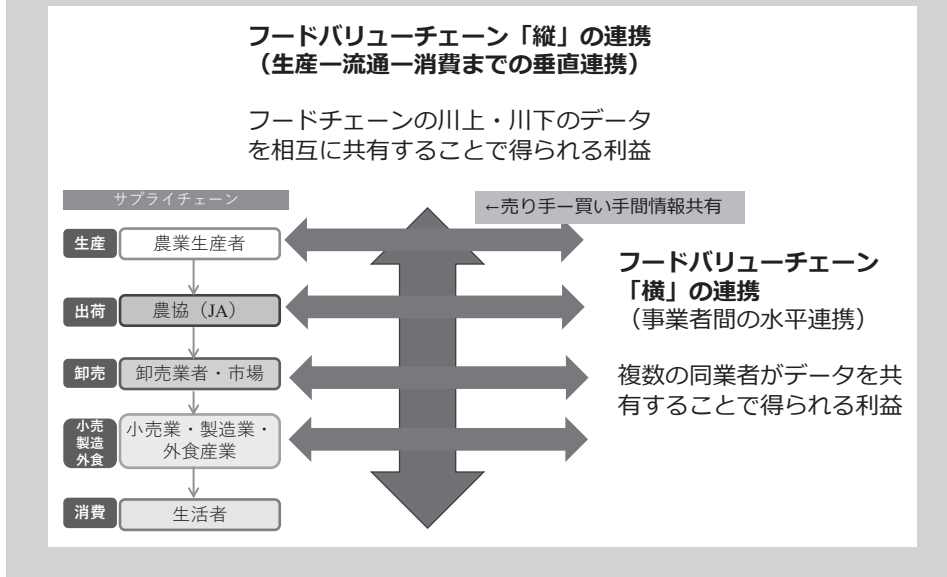 フードバリューチェーン「縦」の連携
（生産ー流通ー消費までの垂直連携）
フードチェーンの川上・川下のデータ
を相互に共有することで得られる利益
サプライチェーン
←売り手ー買い手間情報共有
生産
農業生産者
出荷
農協（JA）
卸売
卸売業者・市場
小売
製造
外食
小売業・製造業・
外食産業
消費
生活者
フードバリューチェーン
「横」の連携
（事業者間の水平連携）
複数の同業者がデータを共
有することで得られる利益